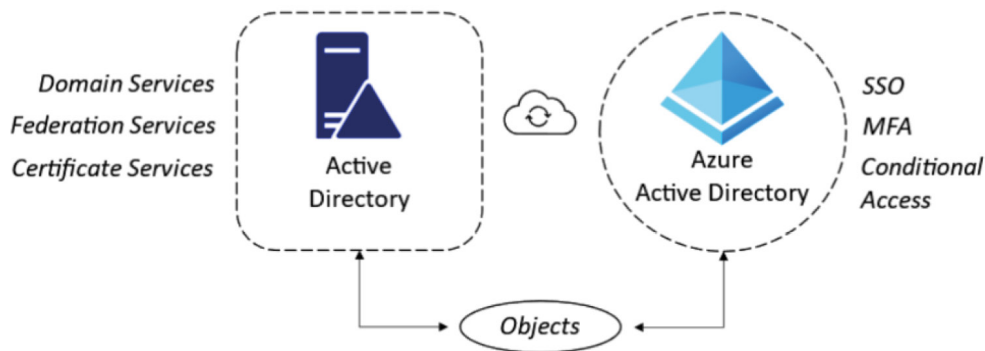 Domain Services
Federation Services
Certificate Services
Active
Directory
Azure
Active Directory
SSO
MFA
Conditional
Access
Objects